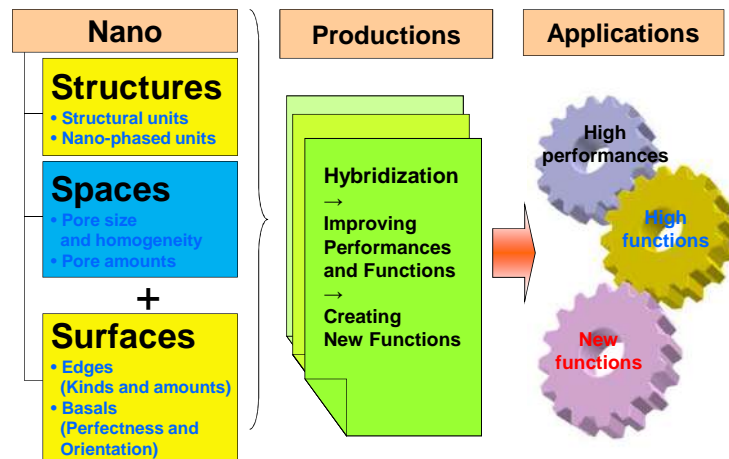 Nano
Structures
• Structural units
• Nano-phased units
Spaces
• Pore size
and homogeneity
• Pore amounts
+
Surfaces
• Edges
(Kinds and amounts)
• Basals
(Perfectness and
Orientation)
Productions
Hybridization
→
Improving
Performances
and Functions
→
Creating
New Functions
Applications
High
performances
High
functions
New
functions